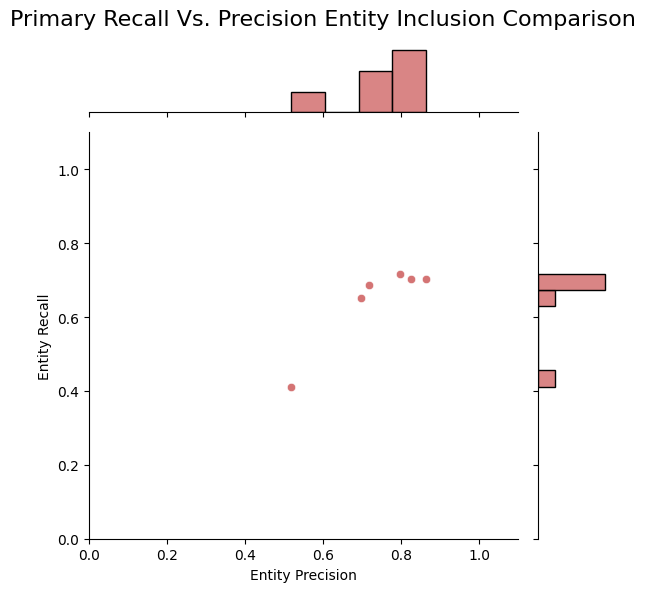 Primary Recall Vs. Precision Entity Inclusion Comparison
1.0
0.8
0.6
0.4
0.2
0.0
Entity Recall
0.0 0.2 0.4 0.6 0.8 1.0
Entity Precision